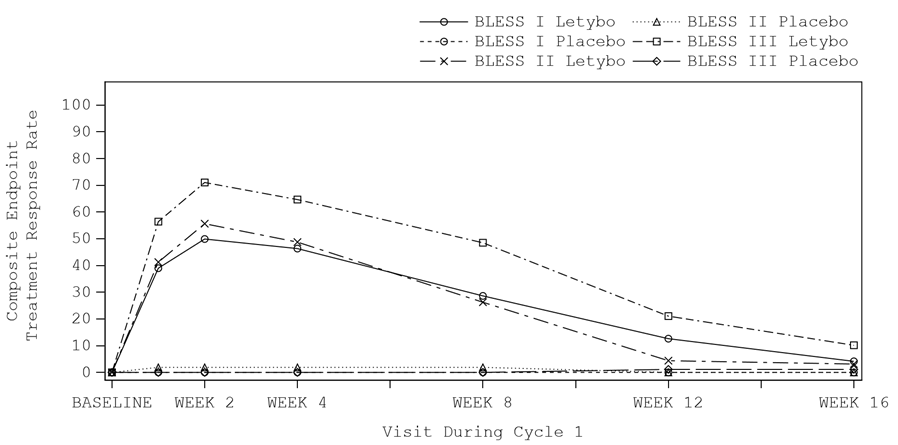 BLESS I Letybo
BLESS II Placebo
BLESS I Placebo
BLESS III Letybo
BLESS II Letybo
BLESS III Placebo
Composite Endpoint
Treatment Response Rate
100
90
80
70
60
50
40
30
20
10
0
BASELINE WEEK 2 WEEK 4 WEEK 8 WEEK 12 WEEK 16
Visit During Cycle 1